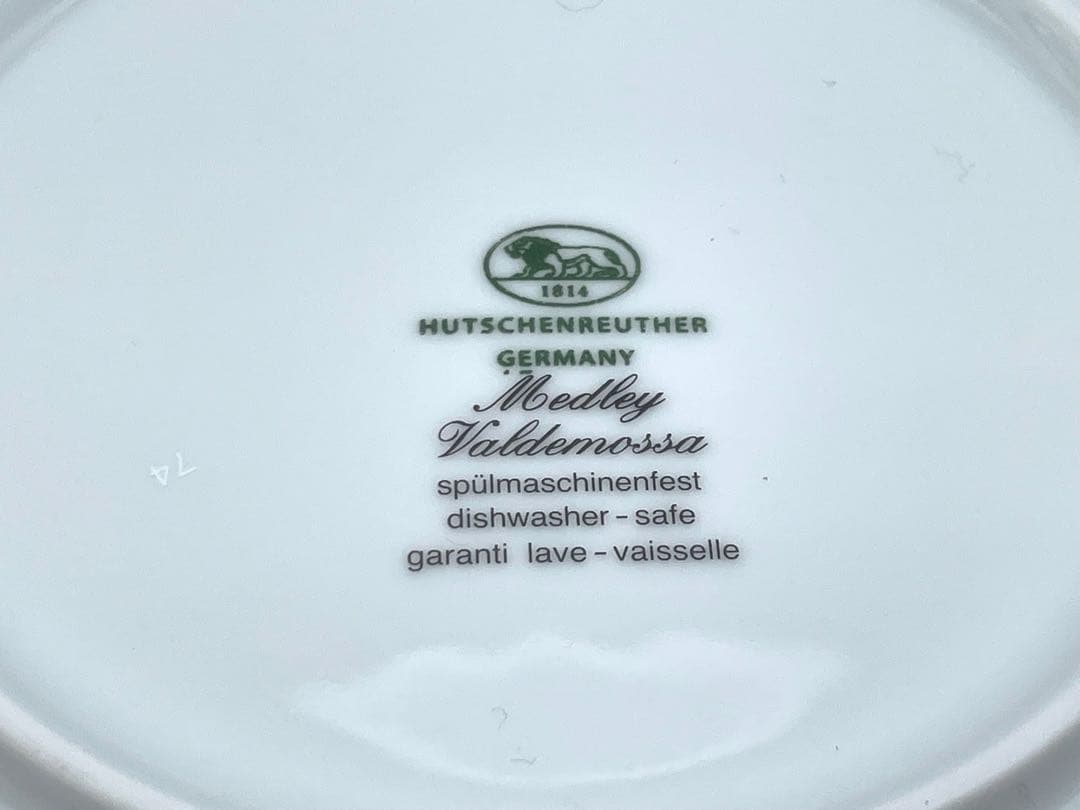 1814
HUTSCHENREUTHER
GERMANY
Medley
Valdemossa
spülmaschinenfest
dishwasher - safe
garanti lave - vaisselle
74